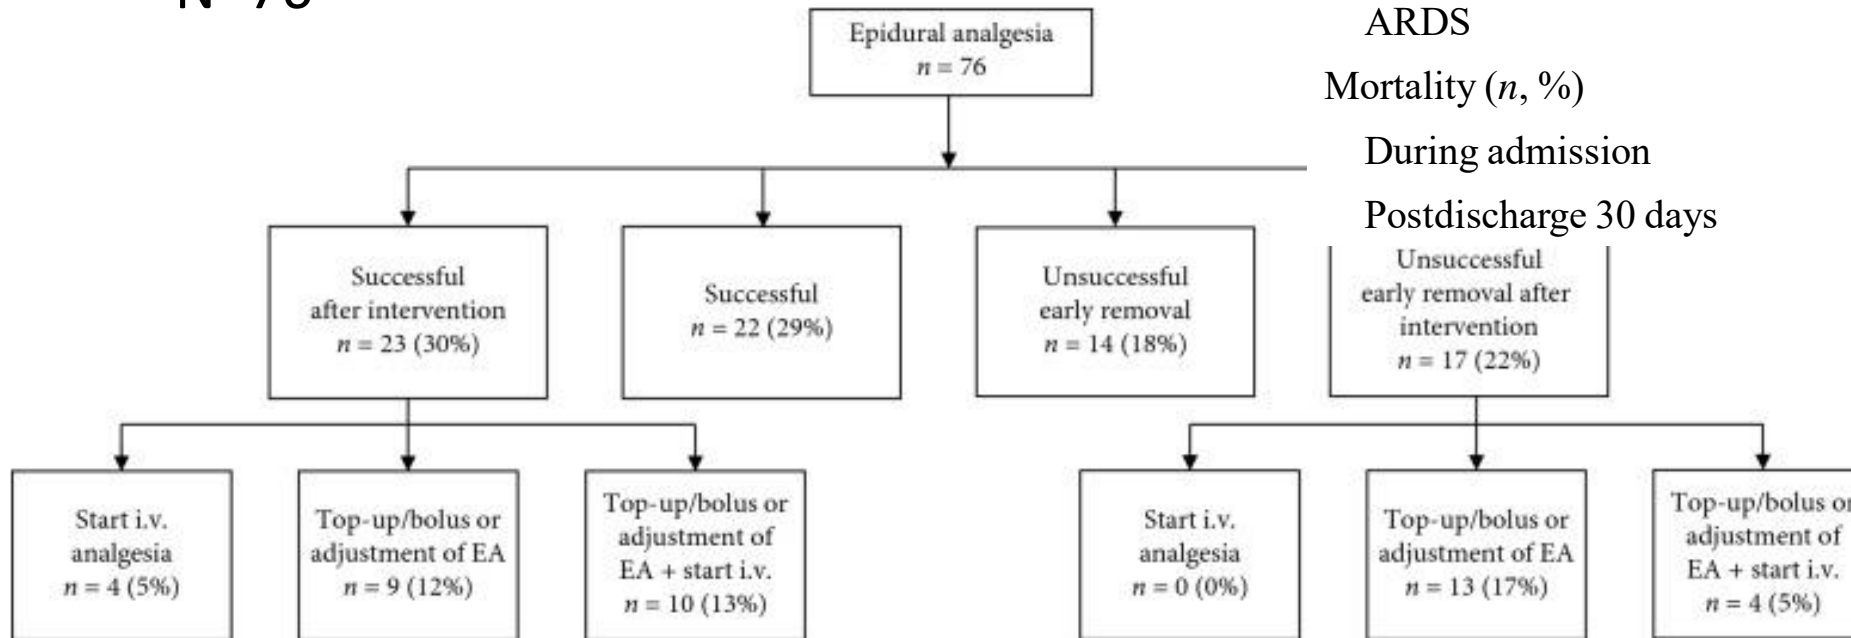 N=76
Epidural analgesia
n = 76
ARDS
Mortality (n, %)
During admission
Postdischarge 30 days
Successful
after intervention
n = 23 (30%)
Successful
n = 22 (29%)
Unsuccessful
early removal
n = 14 (18%)
Unsuccessful
early removal after
intervention
n = 17 (22%)
Start i.v.
analgesia
n = 4 (5%)
Top-up/bolus or
adjustment of EA
n = 9 (12%)
Top-up/bolus or
adjustment of
EA + start i.v.
n = 10 (13%)
Start i.v.
analgesia
n = 0 (0%)
Top-up/bolus or
adjustment of EA
n = 13 (17%)
Top-up/bolus or
adjustment of
EA + start i.v.
n = 4 (5%)